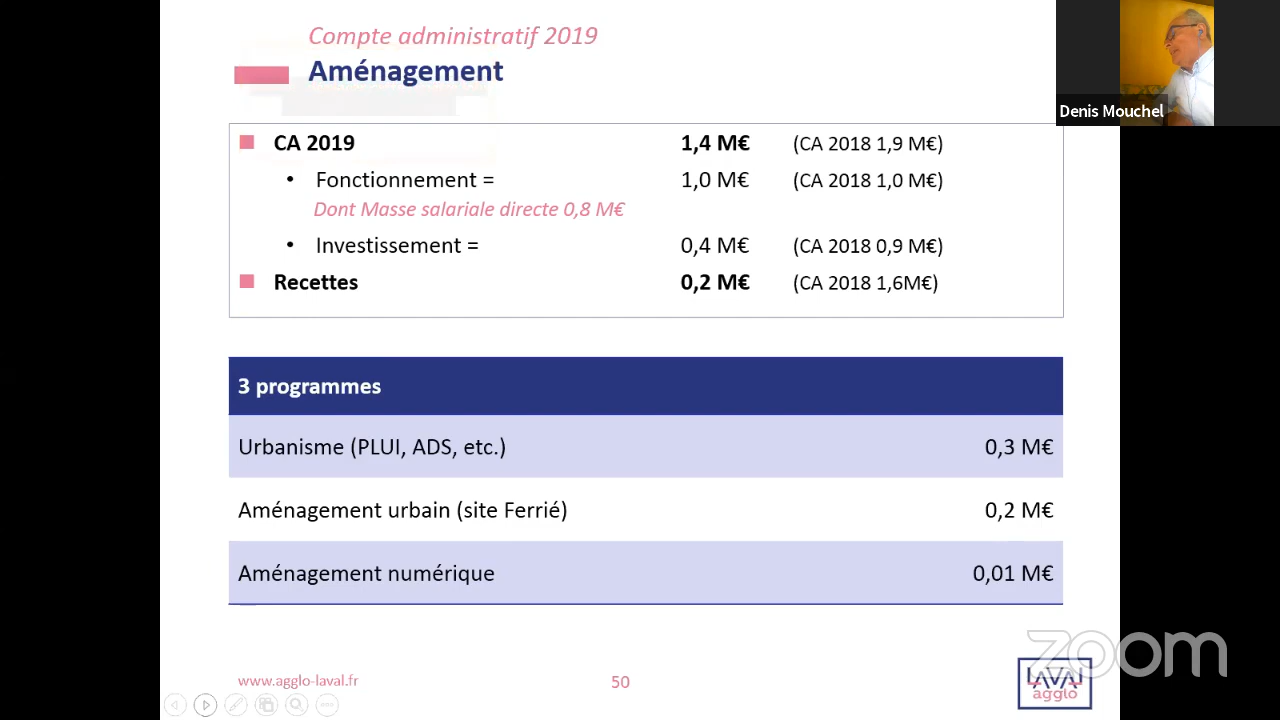 Compte administratif 2019
Aménagement
Denis Mouchel
CA 2019 1,4 M€ (CA 2018 1,9 M€)
• Fonctionnement = 1,0 M€ (CA 2018 1,0 M€)
Dont Masse salariale directe 0,8 M€
• Investissement = 0,4 M€ (CA 2018 0,9 M€)
Recettes 0,2 M€ (CA 2018 1,6M€)
3 programmes
Urbanisme (PLUI, ADS, etc.) 0,3 M€
Aménagement urbain (site Ferrié) 0,2 M€
Aménagement numérique 0,01 M€
www.agglo-laval.fr
50
zoom
LAVAL
agglo